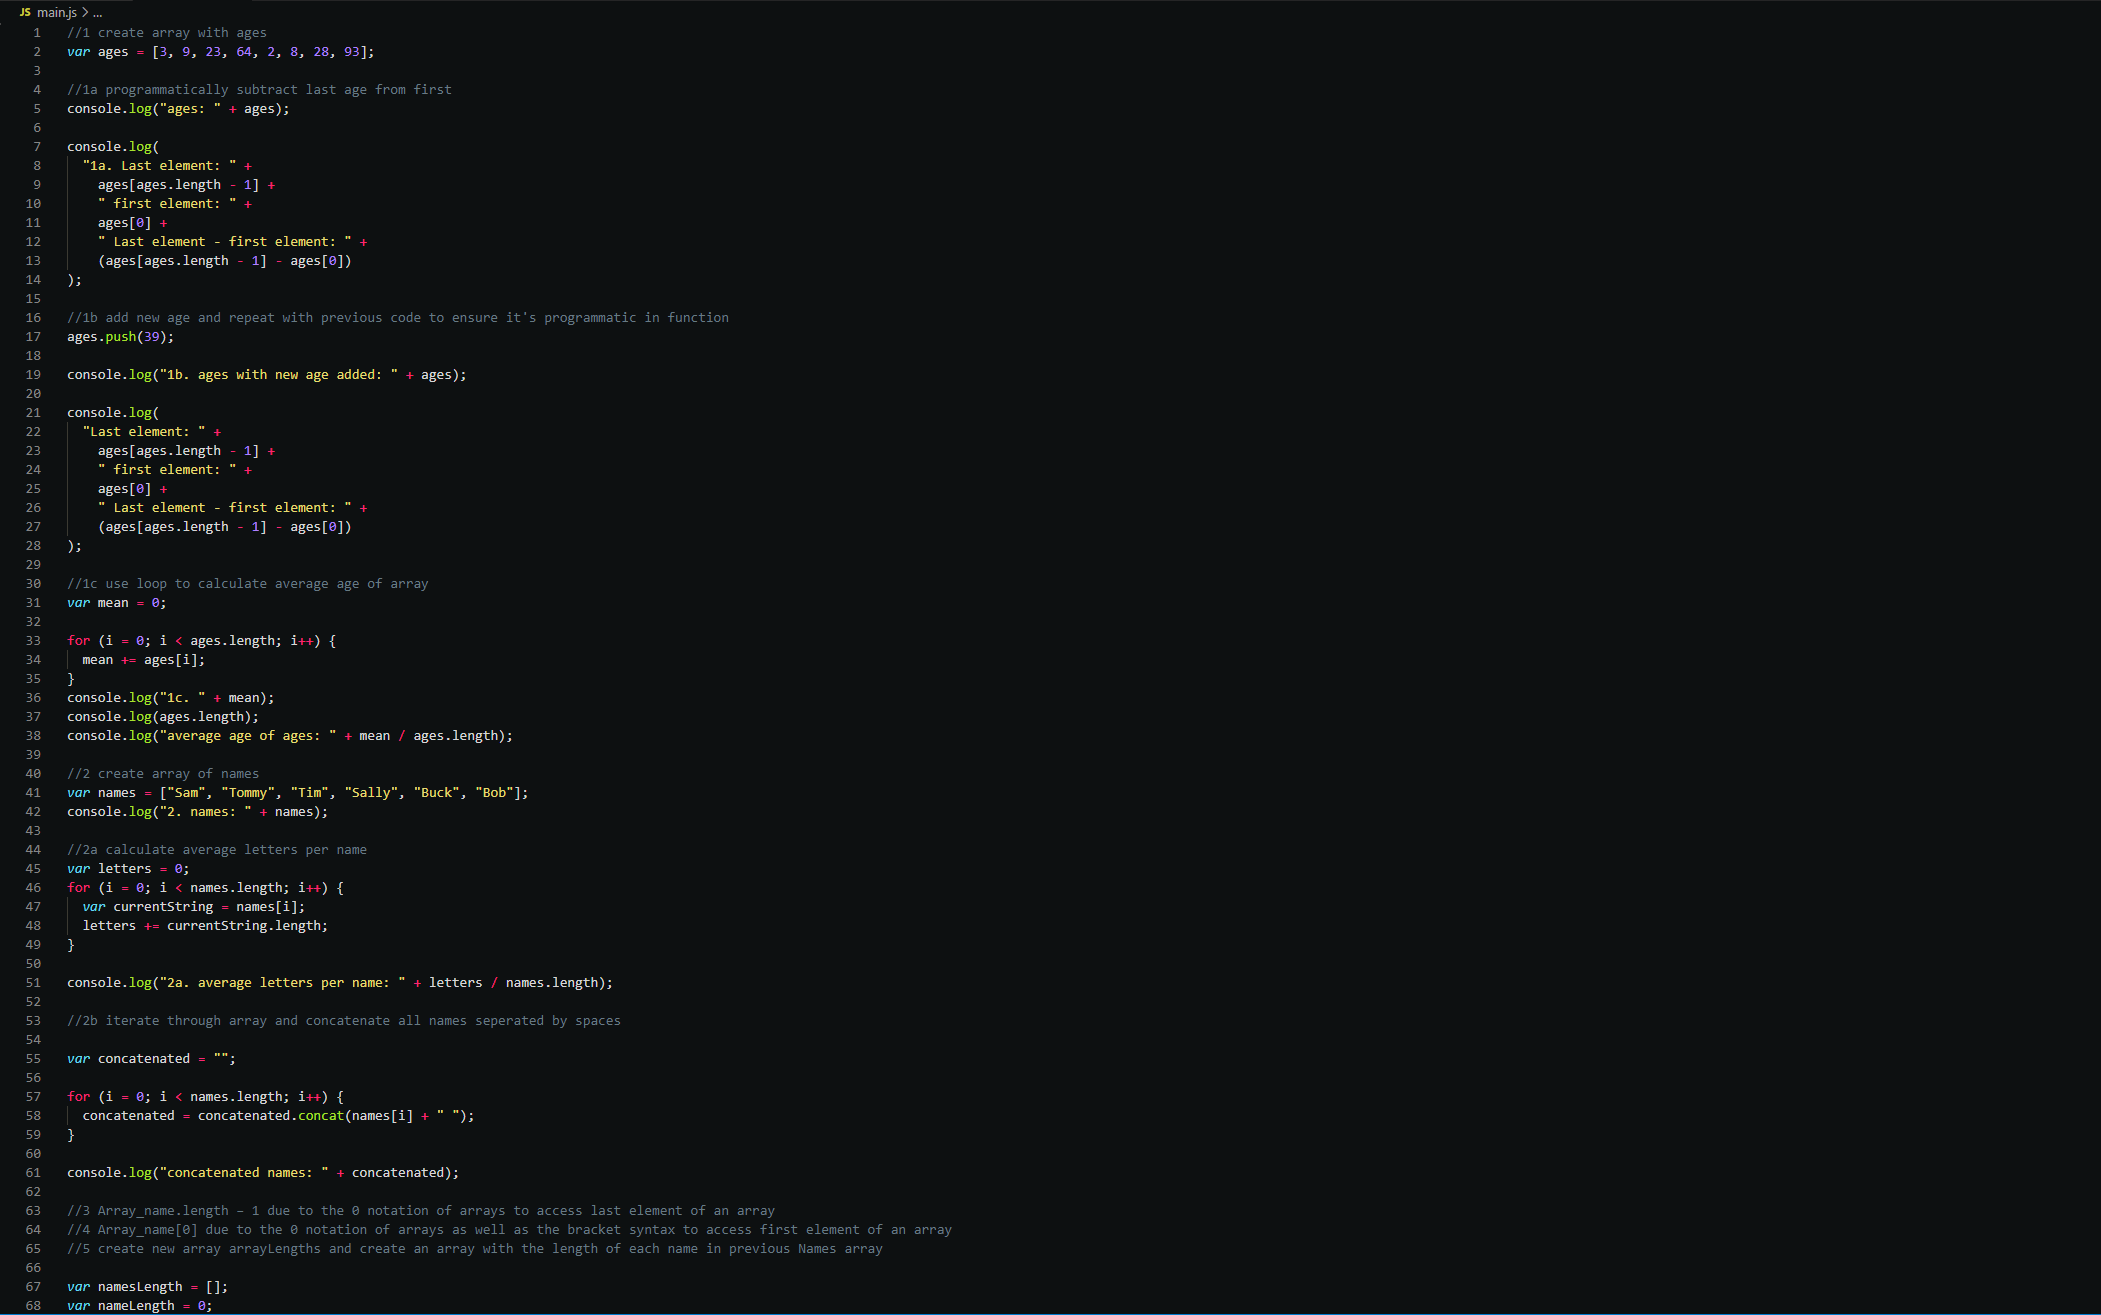 JS main.js > ...
1 //1 create array with ages
2 var ages = [3, 9, 23, 64, 2, 8, 28, 93];
3
4 //1a programmatically subtract last age from first
5 console.log("ages: " + ages);
6
7 console.log(
8   "1a. Last element: " +
9     ages[ages.length - 1] +
10     " first element: " +
11     ages[0] +
12     " Last element - first element: " +
13     (ages[ages.length - 1] - ages[0])
14 );
15
16 //1b add new age and repeat with previous code to ensure it's programmatic in function
17 ages.push(39);
18
19 console.log("1b. ages with new age added: " + ages);
20
21 console.log(
22   "Last element: " +
23     ages[ages.length - 1] +
24     " first element: " +
25     ages[0] +
26     " Last element - first element: " +
27     (ages[ages.length - 1] - ages[0])
28 );
29
30 //1c use loop to calculate average age of array
31 var mean = 0;
32
33 for (i = 0; i < ages.length; i++) {
34   mean += ages[i];
35 }
36 console.log("1c. " + mean);
37 console.log(ages.length);
38 console.log("average age of ages: " + mean / ages.length);
39
40 //2 create array of names
41 var names = ["Sam", "Tommy", "Tim", "Sally", "Buck", "Bob"];
42 console.log("2. names: " + names);
43
44 //2a calculate average letters per name
45 var letters = 0;
46 for (i = 0; i < names.length; i++) {
47   var currentString = names[i];
48   letters += currentString.length;
49 }
50
51 console.log("2a. average letters per name: " + letters / names.length);
52
53 //2b iterate through array and concatenate all names seperated by spaces
54
55 var concatenated = "";
56
57 for (i = 0; i < names.length; i++) {
58   concatenated = concatenated.concat(names[i] + " ");
59 }
60
61 console.log("concatenated names: " + concatenated);
62
63 //3 Array_name.length – 1 due to the 0 notation of arrays to access last element of an array
64 //4 Array_name[0] due to the 0 notation of arrays as well as the bracket syntax to access first element of an array
65 //5 create new array arrayLengths and create an array with the length of each name in previous Names array
66
67 var namesLength = [];
68 var nameLength = 0;